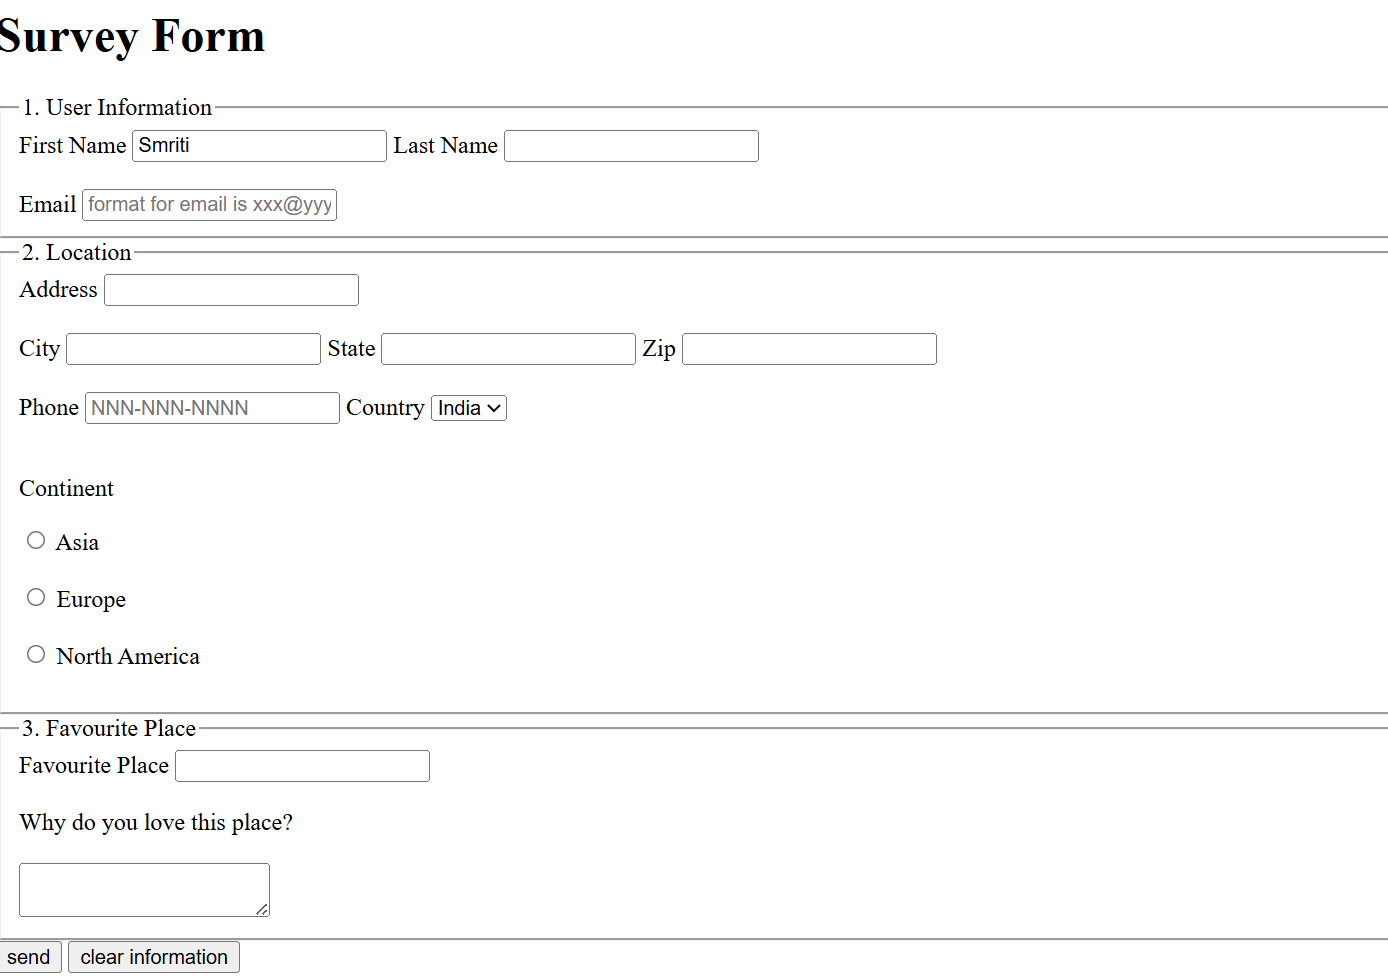 Survey Form
1. User Information
First Name Smriti Last Name
Email format for email is xxx@yyy
2. Location
Address
City State Zip
Phone NNN-NNN-NNNN Country India
Continent
Asia
Europe
North America
3. Favourite Place
Favourite Place
Why do you love this place?
send clear information